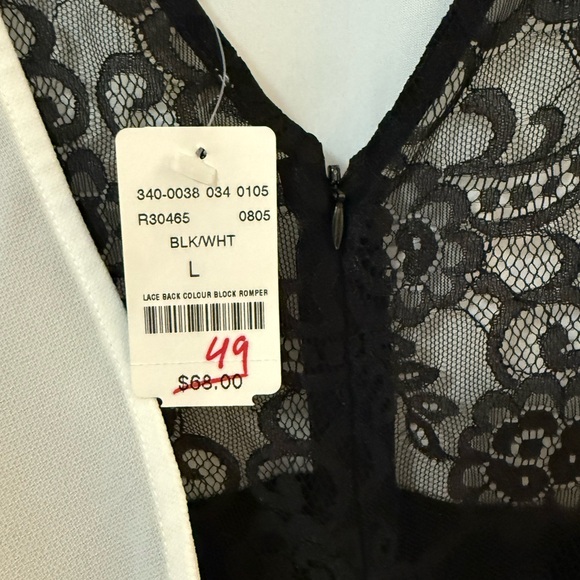 340-0038 034 0105
R30465 0805
BLK/WHT
L
LACE BACK COLOUR BLOCK ROMPER
49
$68.00